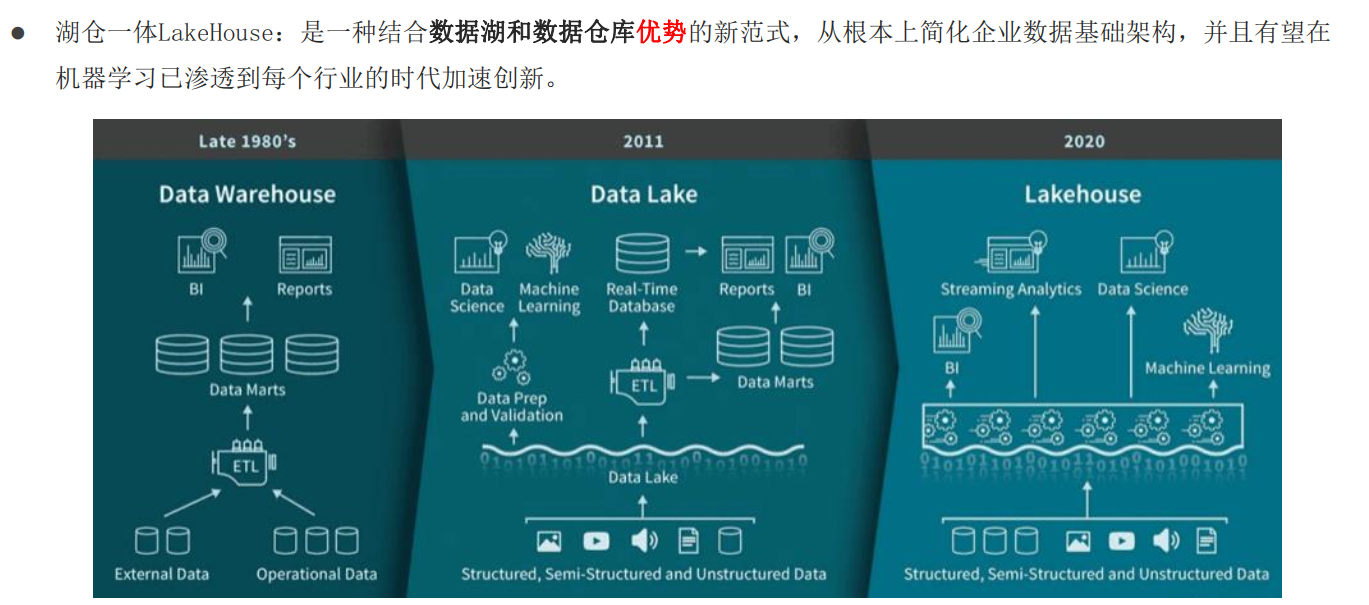 ● 湖仓一体LakeHouse：是一种结合数据湖和数据仓库优势的新范式，从根本上简化企业数据基础架构，并且有望在
机器学习已渗透到每个行业的时代加速创新。
Late 1980's
Data Warehouse
BI
Reports
Data Marts
ETL
External Data
Operational Data
2011
Data Lake
Data
Science
Machine
Learning
Real-Time
Database
Reports
BI
Data Prep
and Validation
ETL
Data Marts
Data Lake
Structured, Semi-Structured and Unstructured Data
2020
Lakehouse
Streaming Analytics
Data Science
BI
Machine Learning
Structured, Semi-Structured and Unstructured Data